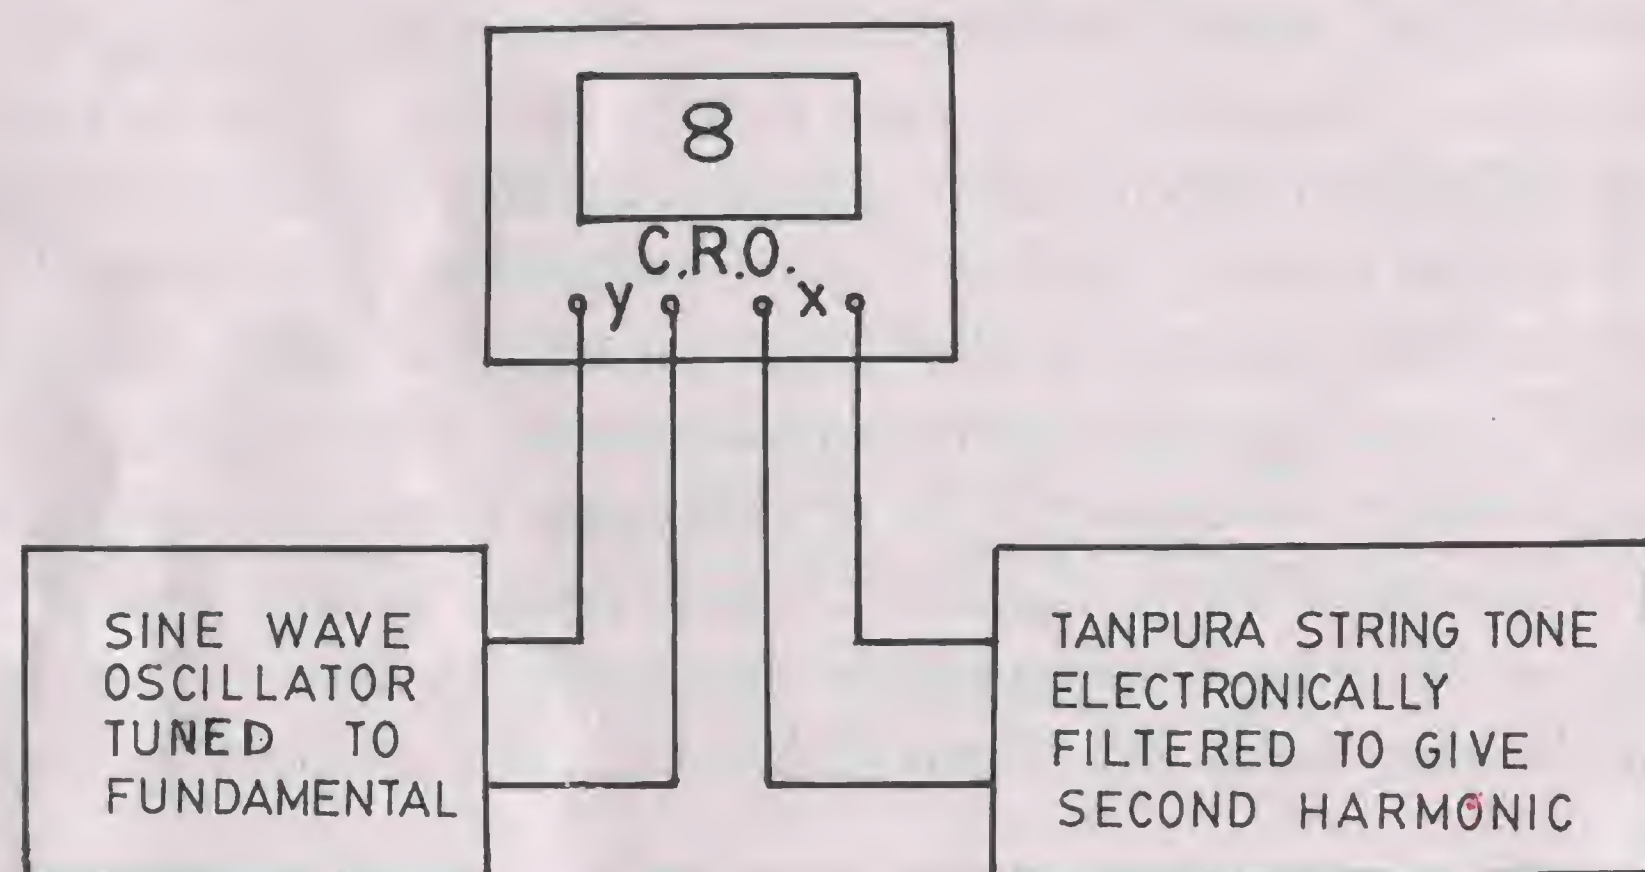 8
C.R.O.
y x
SINE WAVE
OSCILLATOR
TUNED TO
FUNDAMENTAL
TANPURA STRING TONE
ELECTRONICALLY
FILTERED TO GIVE
SECOND HARMONIC